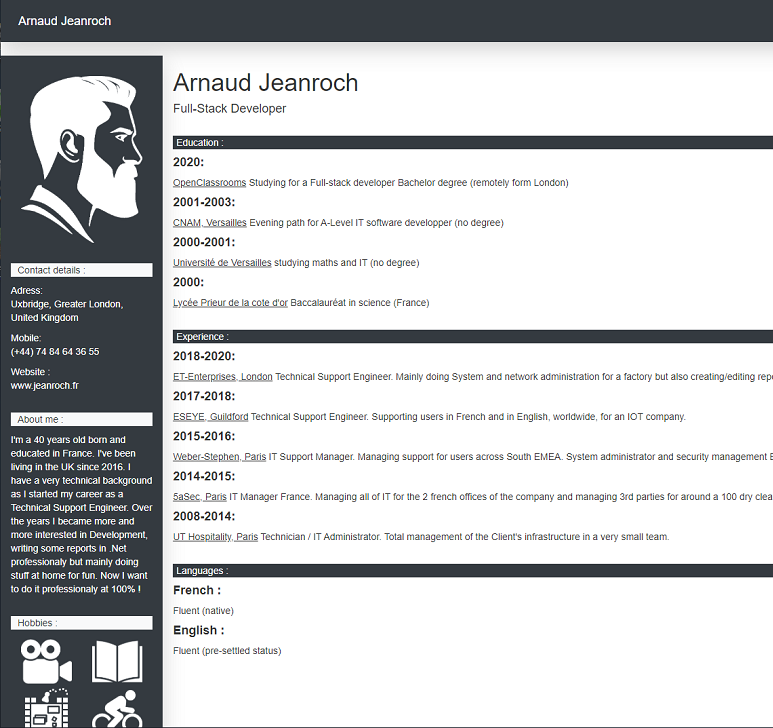 Arnaud Jeanroch
Contact details :
Adress:
Uxbridge, Greater London,
United Kingdom
Mobile:
(+44) 74 84 64 36 55
Website :
www.jeanroch.fr
About me :
I'm a 40 years old born and
educated in France. I've been
living in the UK since 2016. I
have a very technical background
as I started my career as a
Technical Support Engineer. Over
the years I became more and
more interested in Development,
writing some reports in .Net
professionaly but mainly doing
stuff at home for fun. Now I want
to do it professionaly at 100% !
Hobbies :
Arnaud Jeanroch
Full-Stack Developer
Education :
2020:
OpenClassrooms Studying for a Full-stack developer Bachelor degree (remotely form London)
2001-2003:
CNAM, Versailles Evening path for A-Level IT software developper (no degree)
2000-2001:
Université de Versailles studying maths and IT (no degree)
2000:
Lycée Prieur de la cote d'or Baccalauréat in science (France)
Experience :
2018-2020:
ET-Enterprises, London Technical Support Engineer. Mainly doing System and network administration for a factory but also creating/editing
2017-2018:
ESEYE, Guildford Technical Support Engineer. Supporting users in French and in English, worldwide, for an IOT company.
2015-2016:
Weber-Stephen, Paris IT Support Manager. Managing support for users across South EMEA. System administrator and security management
2014-2015:
5aSec, Paris IT Manager France. Managing all of IT for the 2 french offices of the company and managing 3rd parties for around a 100 dry
2008-2014:
UT Hospitality, Paris Technician / IT Administrator. Total management of the Client's infrastructure in a very small team.
Languages :
French :
Fluent (native)
English :
Fluent (pre-settled status)